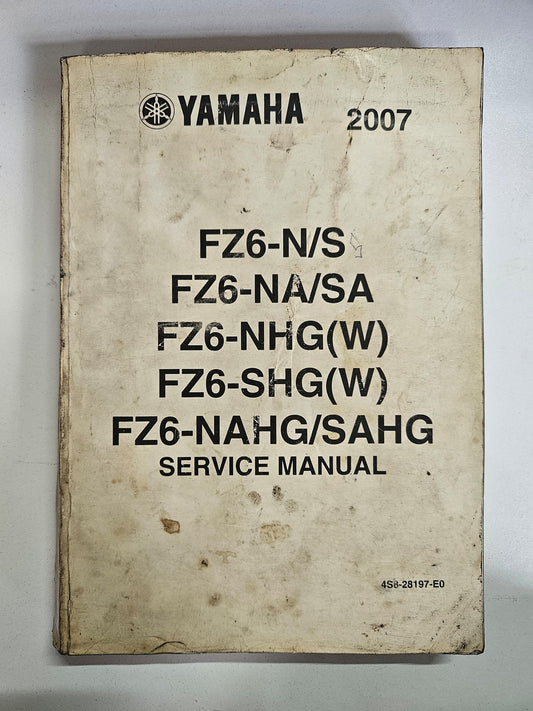 YAMAHA 2007
FZ6-N/S
FZ6-NA/SA
FZ6-NHG(W)
FZ6-SHG(W)
FZ6-NAHG/SAHG
SERVICE MANUAL
4S8-28197-E0